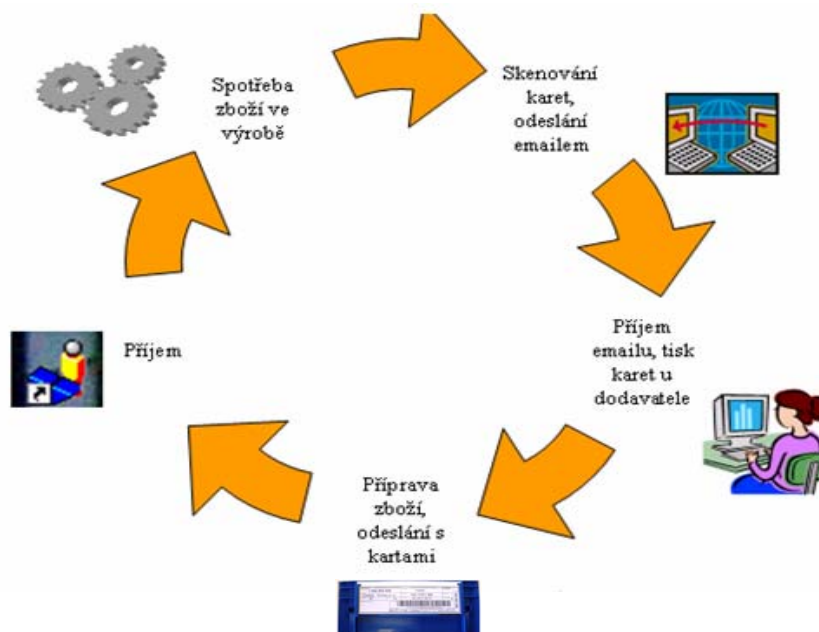 Spotřeba
zboží ve
výrobě
Skenování
karet,
odeslání
emailem
Příjem
emailu, tisk
karet u
dodavatele
Příprava
zboží,
odeslání s
kartami
Příjem